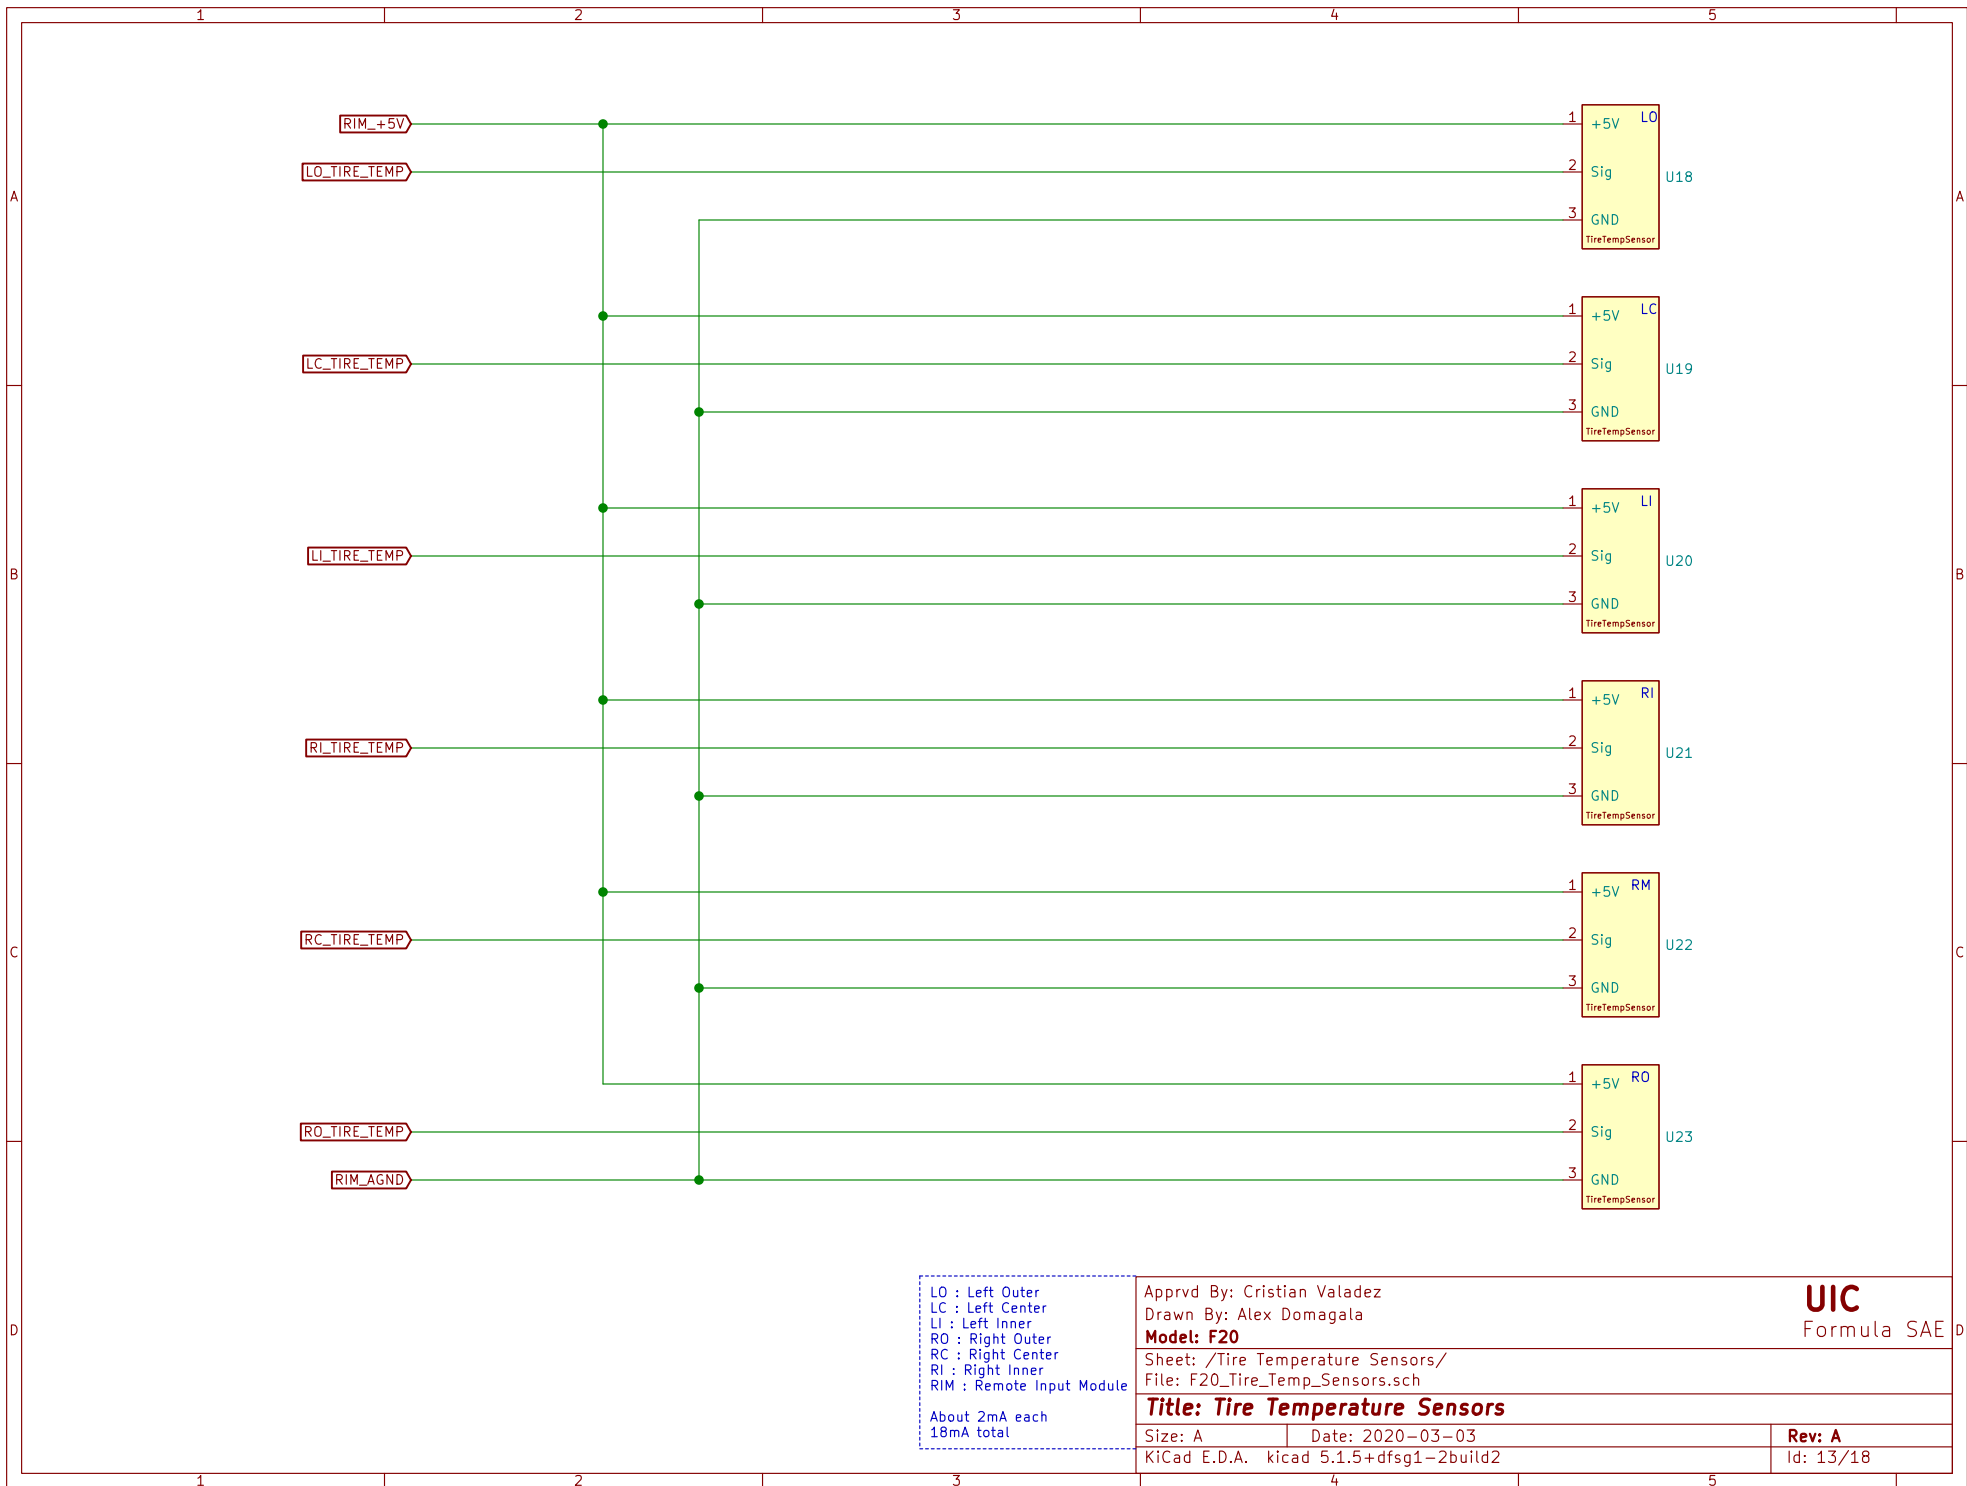 1 2 3 4 5
RIM_+5V
1 +5V LO
LO_TIRE_TEMP
2 Sig
U18
A A
3 GND
TireTempSensor
1 +5V LC
LC_TIRE_TEMP
2 Sig
U19
3 GND
TireTempSensor
1 +5V LI
LI_TIRE_TEMP
2 Sig
U20
B B
3 GND
TireTempSensor
1 +5V RI
RI_TIRE_TEMP
2 Sig
U21
3 GND
TireTempSensor
1 +5V RM
RC_TIRE_TEMP
2 Sig
U22
C C
3 GND
TireTempSensor
1 +5V RO
RO_TIRE_TEMP
2 Sig
U23
RIM_AGND
3 GND
TireTempSensor
LO : Left Outer
LC : Left Center
LI : Left Inner
RO : Right Outer
RC : Right Center
RI : Right Inner
RIM : Remote Input Module
About 2mA each
18mA total
Apprvd By: Cristian Valadez
Drawn By: Alex Domagala
Model: F20
UIC
Formula SAE
D D
Sheet: /Tire Temperature Sensors/
File: F20_Tire_Temp_Sensors.sch
Title: Tire Temperature Sensors
Size: A Date: 2020-03-03 Rev: A
KiCad E.D.A. kicad 5.1.5+dfsg1-2build2 Id: 13/18
1 2 3 4 5